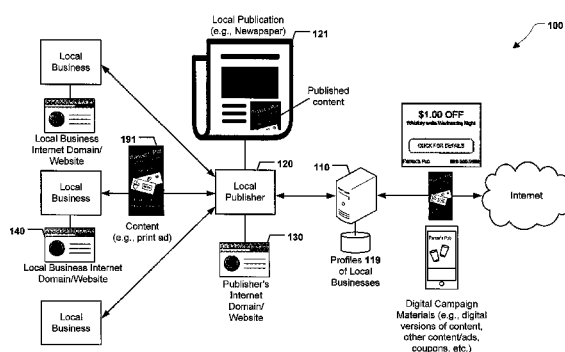 100
Local Publication
(e.g., Newspaper)
121
Published
content
Local
Business
Local Business
Internet Domain/
Website
191
Local
Business
Content
(e.g., print ad)
140
Local Business Internet
Domain/Website
Local
Business
120
Local
Publisher
130
Publisher's
Internet
Domain/
Website
110
Profiles 119
of Local
Businesses
$1.00 OFF
CLICK FOR DETAILS
Internet
Digital Campaign
Materials (e.g., digital
versions of content,
other content/ads,
coupons, etc.)